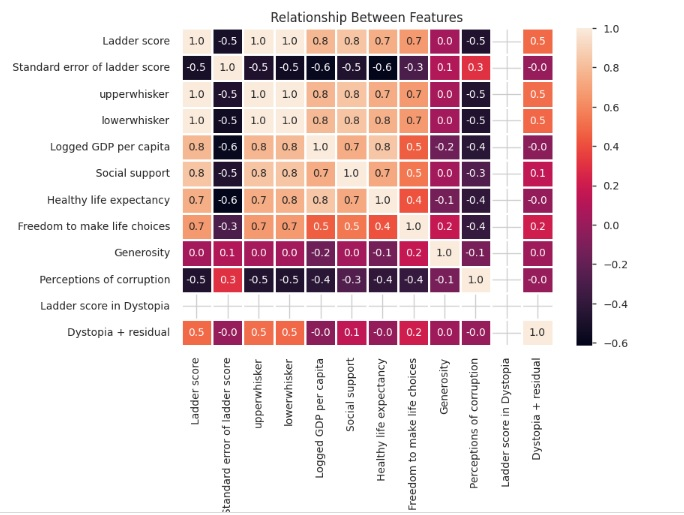 Relationship Between Features
Ladder score 1.0 -0.5 1.0 1.0 0.8 0.8 0.7 0.7 0.0 -0.5 0.5
Standard error of ladder score -0.5 1.0 -0.5 -0.5 -0.6 -0.5 -0.6 -0.3 0.1 0.3 -0.0
upperwhisker 1.0 -0.5 1.0 1.0 0.8 0.8 0.7 0.7 0.0 -0.5 0.5
lowerwhisker 1.0 -0.5 1.0 1.0 0.8 0.8 0.8 0.7 0.0 -0.5 0.5
Logged GDP per capita 0.8 -0.6 0.8 0.8 1.0 0.7 0.8 0.5 -0.2 -0.4 -0.0
Social support 0.8 -0.5 0.8 0.8 0.7 1.0 0.7 0.5 0.0 -0.3 0.1
Healthy life expectancy 0.7 -0.6 0.7 0.8 0.8 0.7 1.0 0.4 -0.1 -0.4 -0.0
Freedom to make life choices 0.7 -0.3 0.7 0.7 0.5 0.5 0.4 1.0 0.2 -0.4 0.2
Generosity 0.0 0.1 0.0 0.0 -0.2 0.0 -0.1 0.2 1.0 -0.1 0.0
Perceptions of corruption -0.5 0.3 -0.5 -0.5 -0.4 -0.3 -0.4 -0.4 -0.1 1.0 -0.0
Ladder score in Dystopia
Dystopia + residual 0.5 -0.0 0.5 0.5 -0.0 0.1 -0.0 0.2 0.0 -0.0 1.0
Ladder score
Standard error of ladder score
upperwhisker
lowerwhisker
Logged GDP per capita
Social support
Healthy life expectancy
Freedom to make life choices
Generosity
Perceptions of corruption
Ladder score in Dystopia
Dystopia + residual
1.0
0.8
0.6
0.4
0.2
0.0
−0.2
−0.4
−0.6